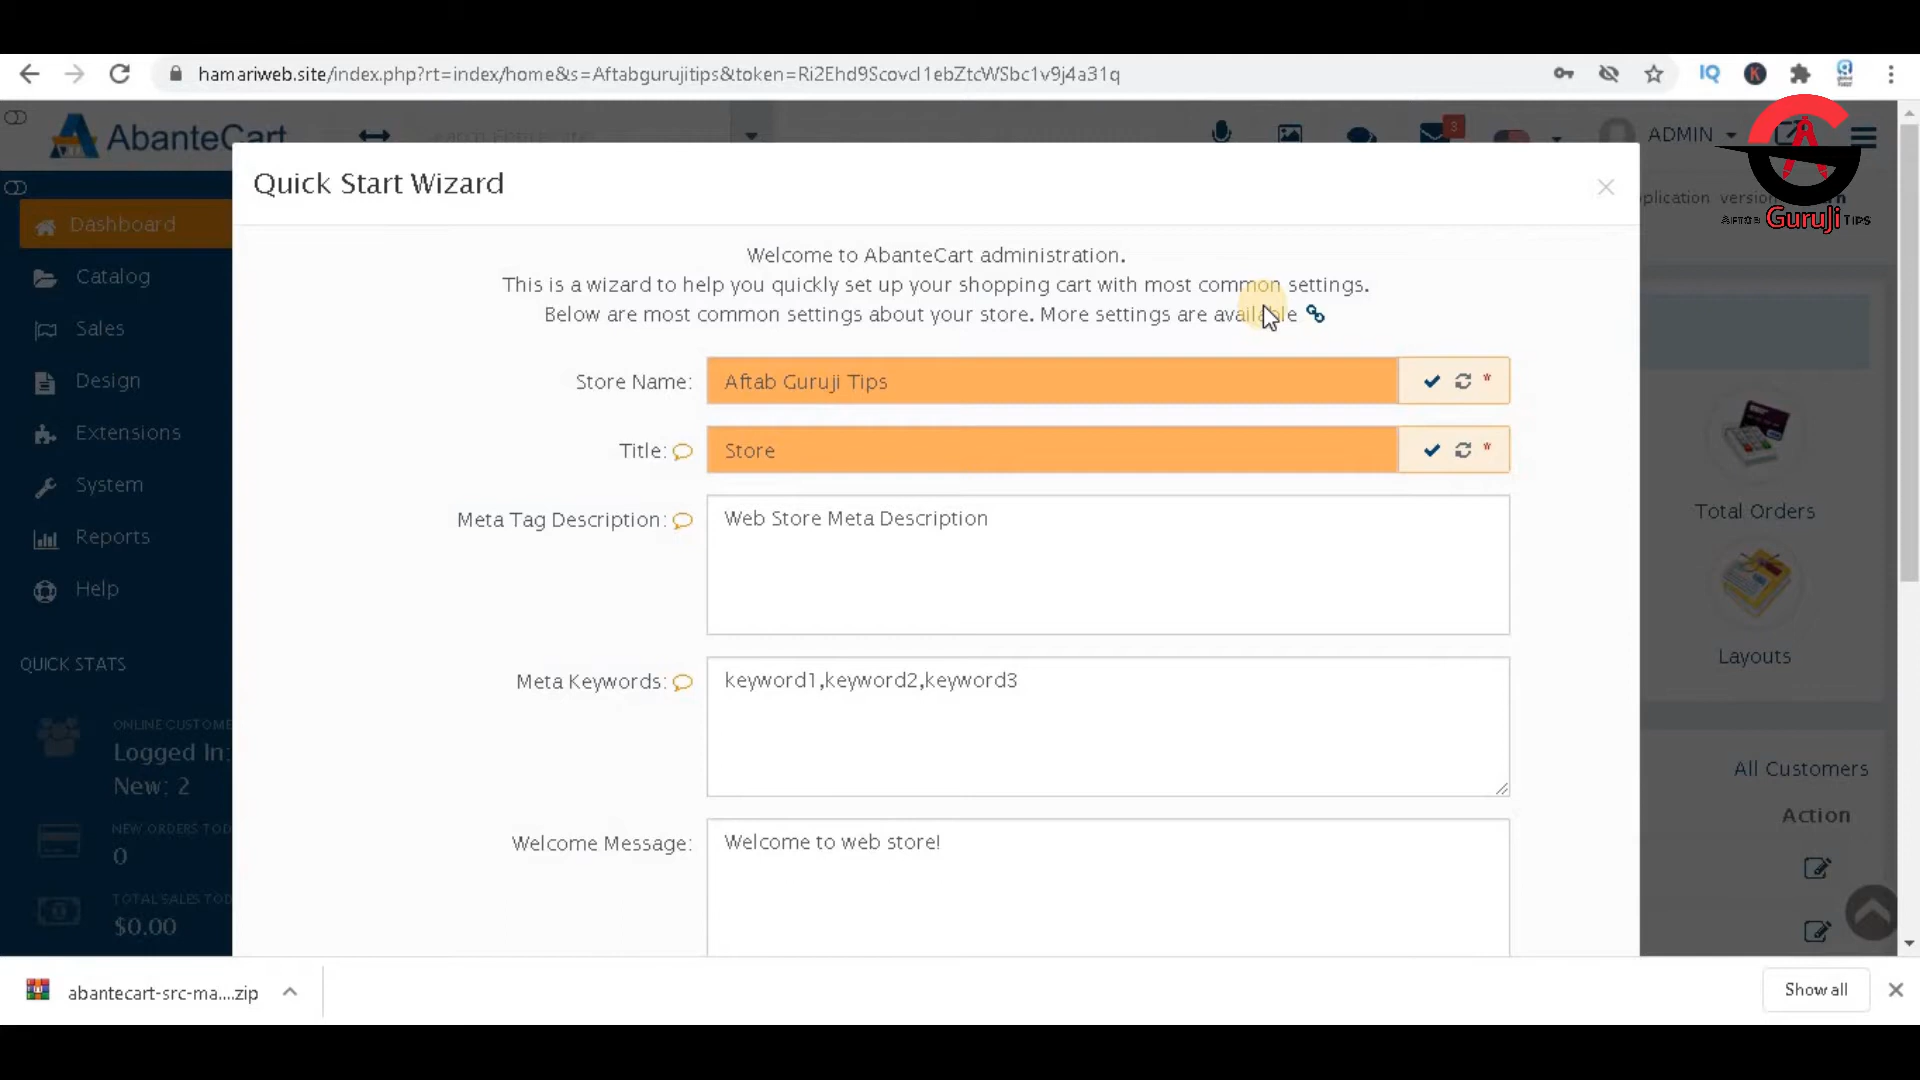 hamariweb.site/index.php?rt=index/home&s=Aftabgurujitips&token=Ri2Ehd9Scovcl1ebZtcWSbc1v9j4a31q
IQ
K
AbanteCart
3
ADMIN
GuruJi TIPS
Quick Start Wizard
Dashboard
Catalog
Sales
Design
Extensions
System
Reports
Help
QUICK STATS
Logged In:
New: 2
0
$0.00
Welcome to AbanteCart administration.
This is a wizard to help you quickly set up your shopping cart with most common settings.
Below are most common settings about your store. More settings are available
Store Name: Aftab Guruji Tips *
Title: Store *
Meta Tag Description: Web Store Meta Description
Meta Keywords: keyword1,keyword2,keyword3
Welcome Message: Welcome to web store!
Total Orders
Layouts
All Customers
Action
abantecart-src-ma....zip
Show all